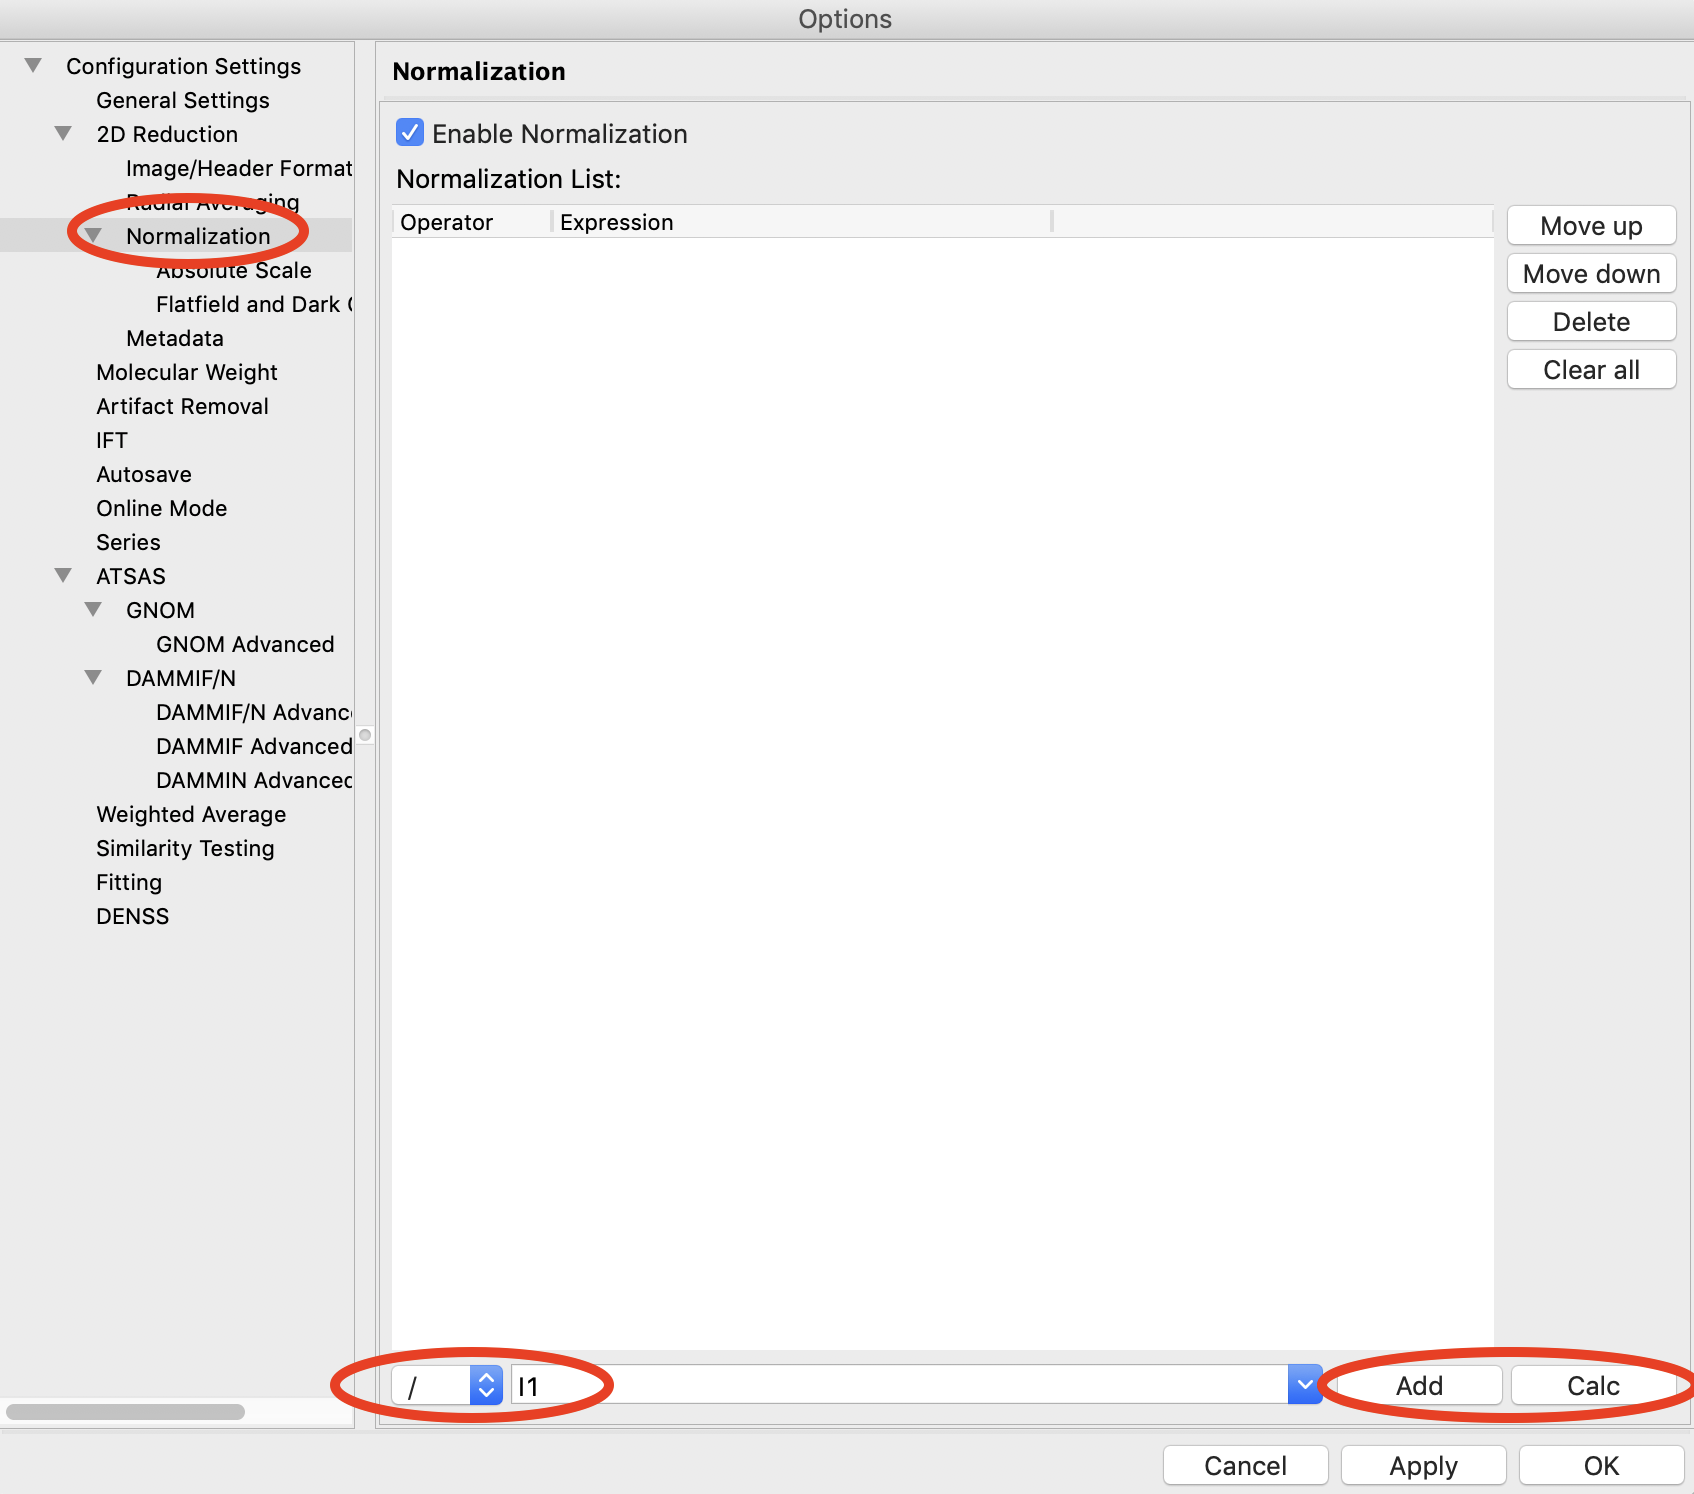 Options
Configuration Settings
General Settings
2D Reduction
Image/Header Format
Radial Averaging
Normalization
Absolute Scale
Flatfield and Dark
Metadata
Molecular Weight
Artifact Removal
IFT
Autosave
Online Mode
Series
ATSAS
GNOM
GNOM Advanced
DAMMIF/N
DAMMIF/N Advanc
DAMMIF Advanced
DAMMIN Advanced
Weighted Average
Similarity Testing
Fitting
DENSS
Normalization
Enable Normalization
Normalization List:
Operator Expression
Move up
Move down
Delete
Clear all
/ I1 Add Calc
Cancel Apply OK